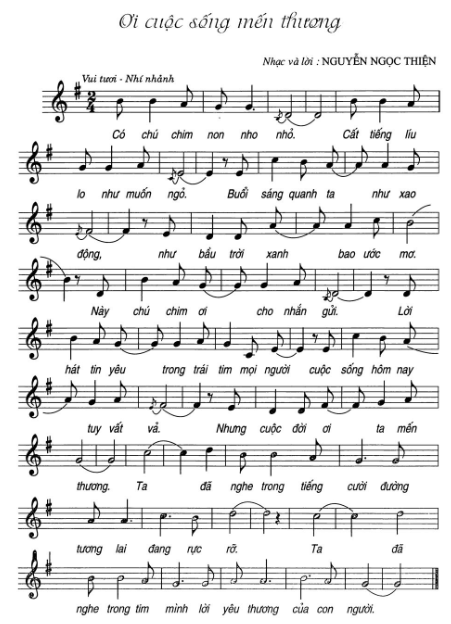 Ơi cuộc sống mến thương
Nhạc và lời : NGUYỄN NGỌC THIỆN
Vui tươi - Nhí nhảnh
2
4
Có chú chim non nho nhỏ. Cất tiếng líu
lo như muốn ngỏ. Buổi sáng quanh ta như xao
động, như bầu trời xanh bao ước mơ.
Này chú chim ơi cho nhắn gửi. Lời
hát tin yêu trong trái tim mọi người cuộc sống hôm nay
tuy vất vả. Nhưng cuộc đời ơi ta mến
thương. Ta đã nghe trong tiếng cười đường
tương lai đang rực rỡ. Ta đã
nghe trong tim mình lời yêu thương của con người.